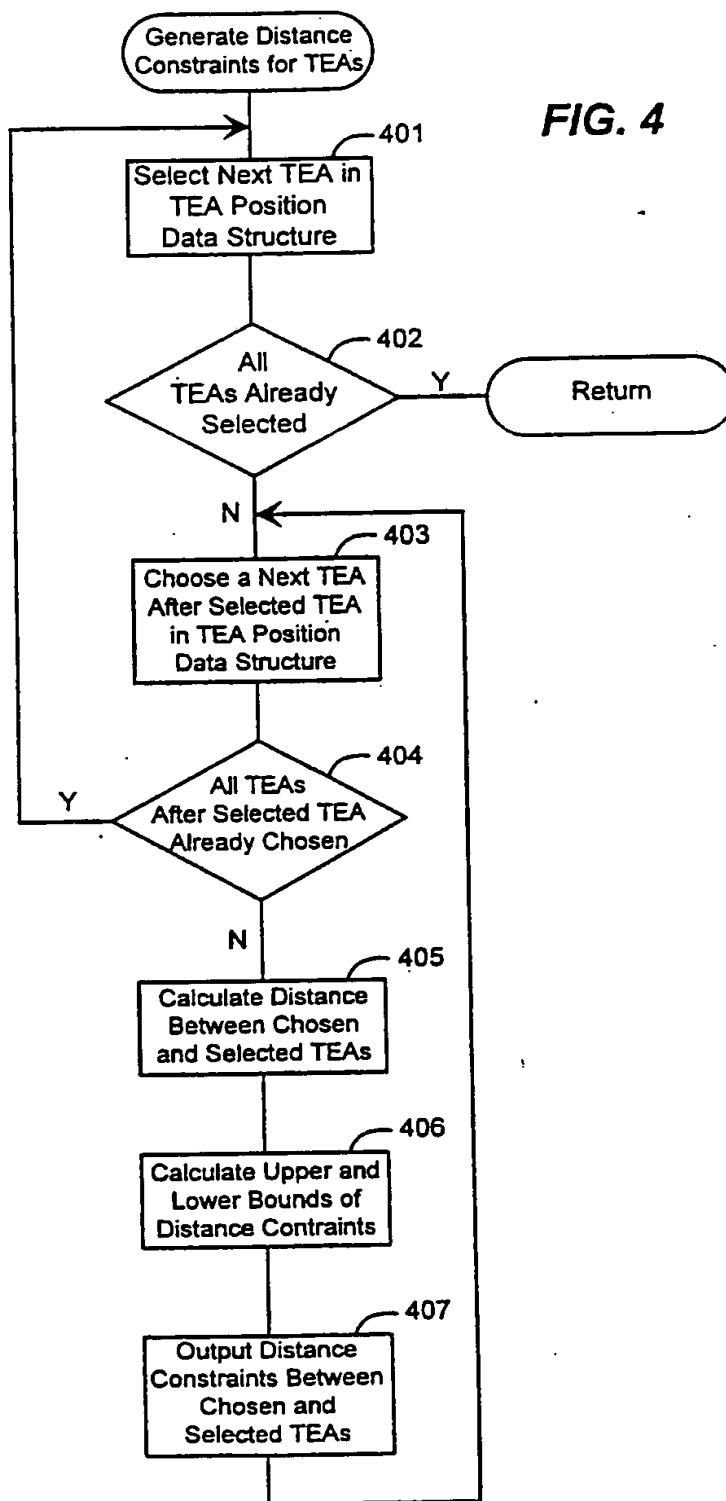 Generate Distance
Constraints for TEAs
FIG. 4
401
Select Next TEA in
TEA Position
Data Structure
402
All
TEAs Already
Selected
Y
Return
N
403
Choose a Next TEA
After Selected TEA
in TEA Position
Data Structure
404
All TEAs
After Selected TEA
Already Chosen
Y
N
405
Calculate Distance
Between Chosen
and Selected TEAs
406
Calculate Upper and
Lower Bounds of
Distance Contraints
407
Output Distance
Constraints Between
Chosen and
Selected TEAs